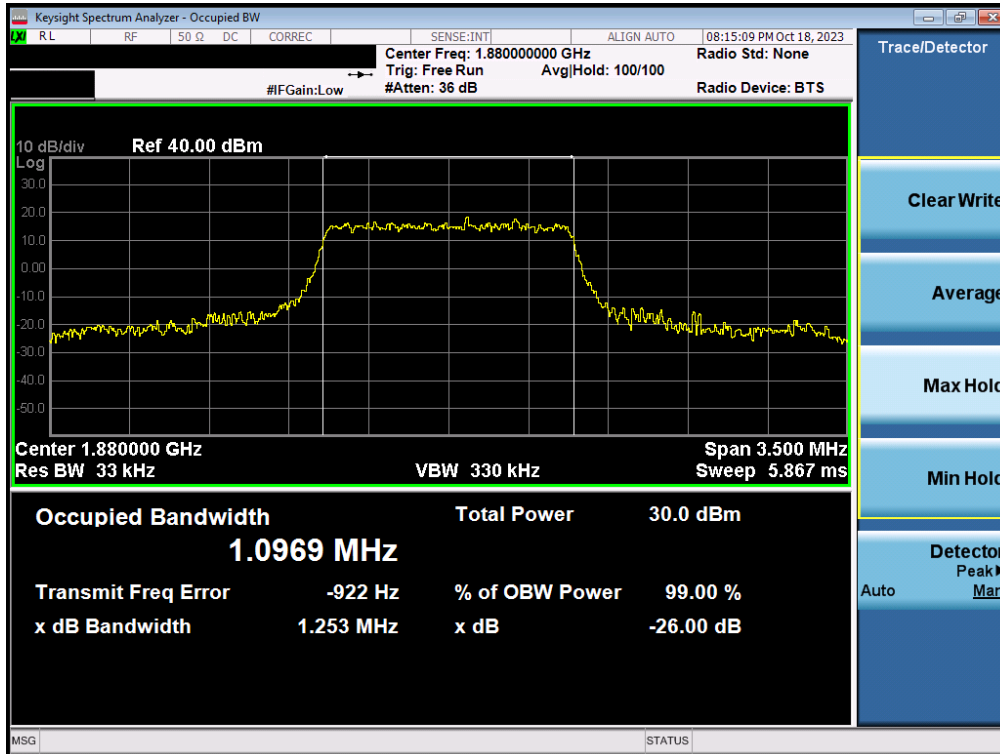 Keysight Spectrum Analyzer - Occupied BW
LXI RL RF 50 Ω DC CORREC SENSE:INT ALIGN AUTO 08:15:09 PM Oct 18, 2023
Center Freq: 1.880000000 GHz Radio Std: None
Trig: Free Run Avg|Hold: 100/100
#IFGain:Low #Atten: 36 dB Radio Device: BTS
Trace/Detector
10 dB/div Ref 40.00 dBm
Log
30.0
20.0
10.0
0.00
-10.0
-20.0
-30.0
-40.0
-50.0
Center 1.880000 GHz Span 3.500 MHz
Res BW 33 kHz VBW 330 kHz Sweep 5.867 ms
Occupied Bandwidth Total Power 30.0 dBm
1.0969 MHz
Transmit Freq Error -922 Hz % of OBW Power 99.00 %
x dB Bandwidth 1.253 MHz x dB -26.00 dB
Clear Write
Average
Max Hold
Min Hold
Detector
Peak
Auto Man
MSG STATUS